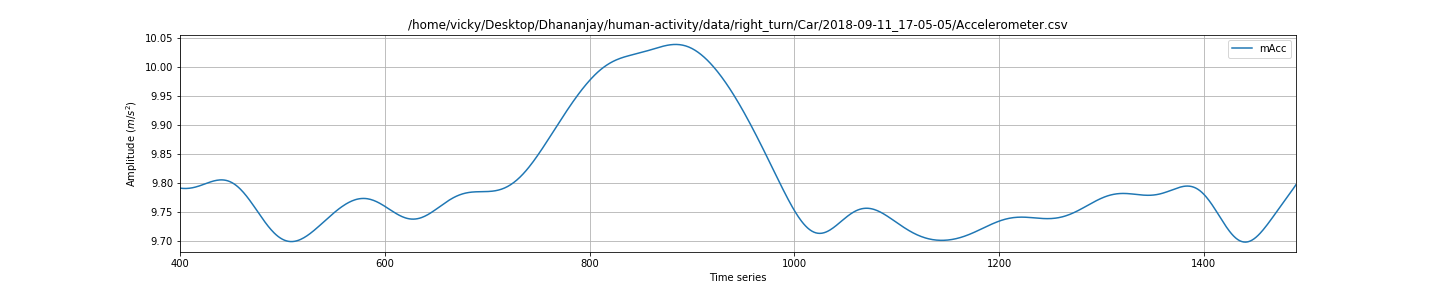 /home/vicky/Desktop/Dhananjay/human-activity/data/right_turn/Car/2018-09-11_17-05-05/Accelerometer.csv
mAcc
10.05
10.00
9.95
9.90
9.85
9.80
9.75
9.70
Amplitude (m/s²)
400 600 800 1000 1200 1400
Time series